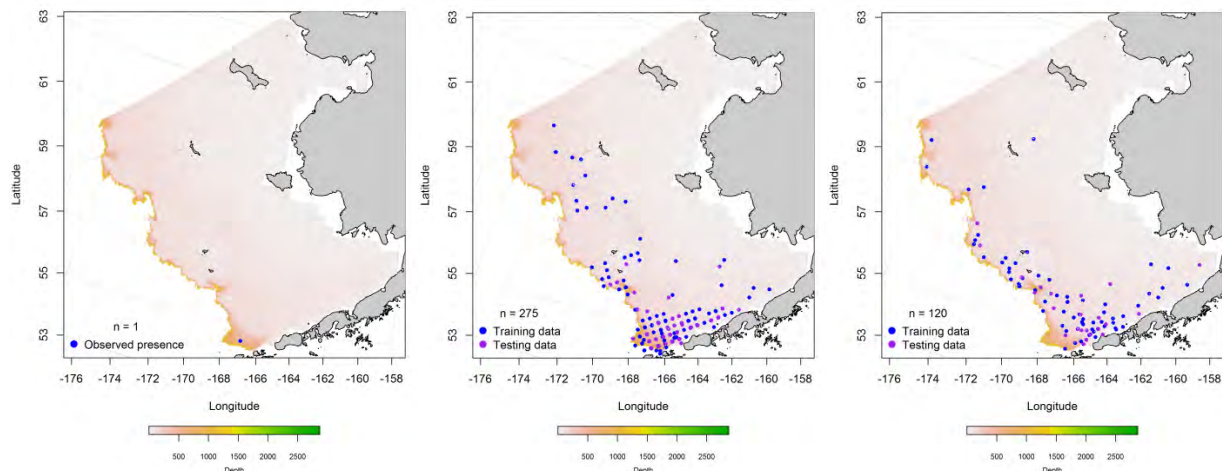 63
61
59
57
55
53
Latitude
n = 1
Observed presence
-176 -174 -172 -170 -168 -166 -164 -162 -160 -158
Longitude
500 1000 1500 2000 2500
Depth
63
61
59
57
55
53
Latitude
n = 275
Training data
Testing data
-176 -174 -172 -170 -168 -166 -164 -162 -160 -158
Longitude
500 1000 1500 2000 2500
Depth
63
61
59
57
55
53
Latitude
n = 120
Training data
Testing data
-176 -174 -172 -170 -168 -166 -164 -162 -160 -158
Longitude
500 1000 1500 2000 2500
Depth